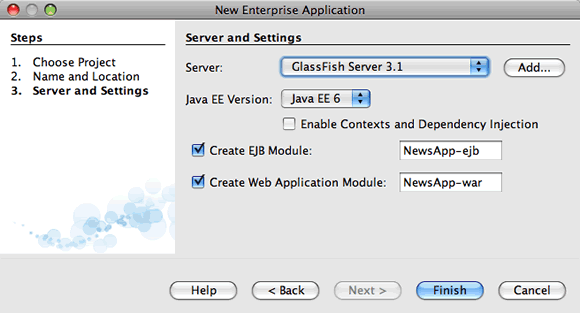 New Enterprise Application
Steps
1. Choose Project
2. Name and Location
3. Server and Settings
Server and Settings
Server: GlassFish Server 3.1 Add...
Java EE Version: Java EE 6
Enable Contexts and Dependency Injection
Create EJB Module: NewsApp-ejb
Create Web Application Module: NewsApp-war
Help < Back Next > Finish Cancel